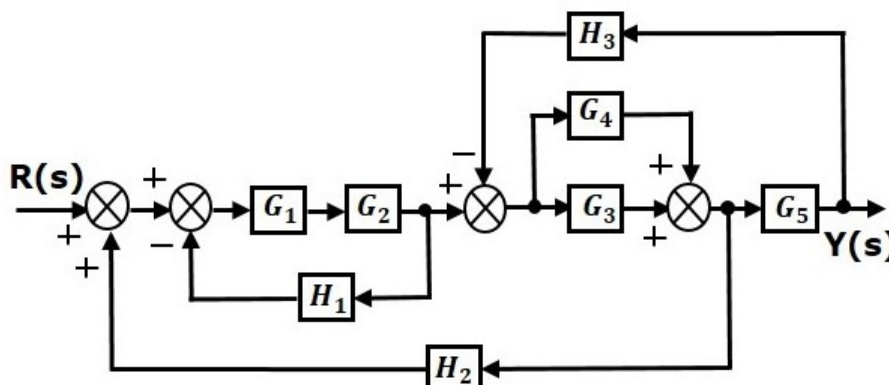 H₃
G₄
−
+
R(s)
+
+
G₁
G₂
G₃
G₅
+
−
+
+
Y(s)
H₁
H₂